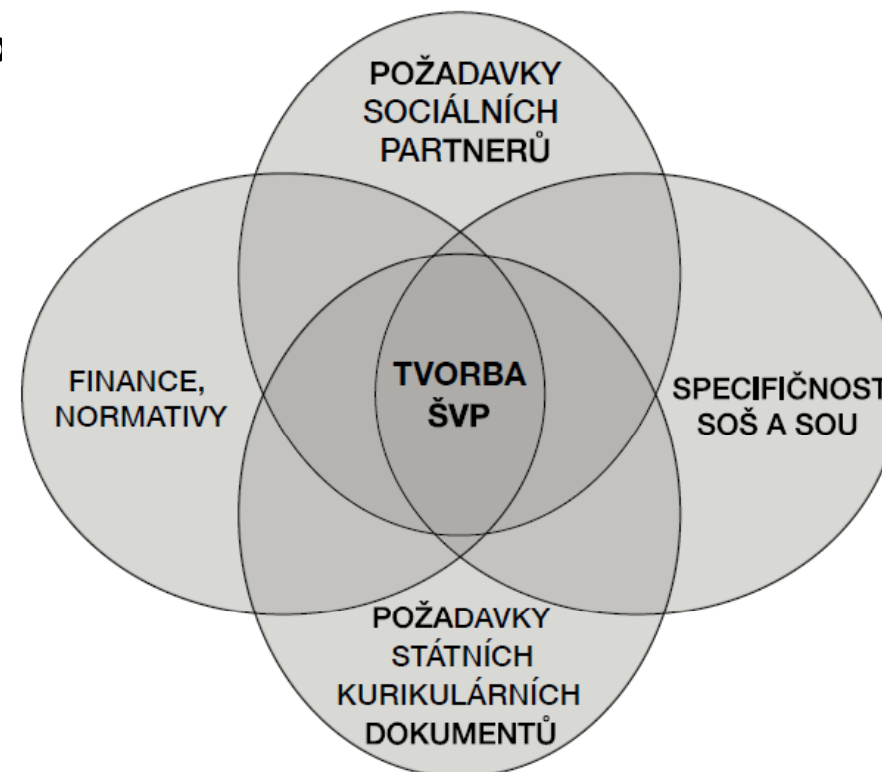 POŽADAVKY
SOCIÁLNÍCH
PARTNERŮ
FINANCE,
NORMATIVY
TVORBA
ŠVP
SPECIFIČNOST
SOŠ A SOU
POŽADAVKY
STÁTNÍCH
KURIKULÁRNÍCH
DOKUMENTŮ